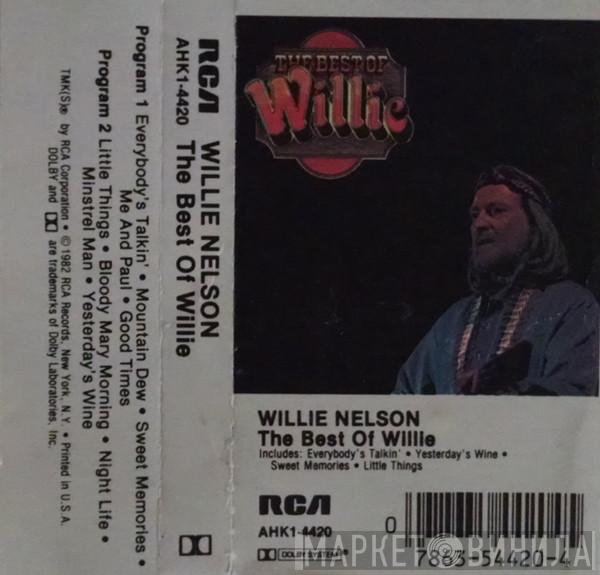 THE BEST OF
Willie
WILLIE NELSON
The Best Of Willie
Includes: Everybody's Talkin' • Yesterday's Wine •
Sweet Memories • Little Things
RCA
AHK1-4420
DOLBY SYSTEM®
0 7863-54420-4
RCA WILLIE NELSON
AHK1-4420 The Best Of Willie
Program 1 Everybody's Talkin' • Mountain Dew • Sweet Memories •
Me And Paul • Good Times
Program 2 Little Things • Bloody Mary Morning • Night Life •
Minstrel Man • Yesterday's Wine
TMK(S)® by RCA Corporation • © 1982 RCA Records, New York, N.Y. • Printed in U.S.A.
DOLBY and are trademarks of Dolby Laboratories, Inc.
МАРКЕТ ВИНИЛА